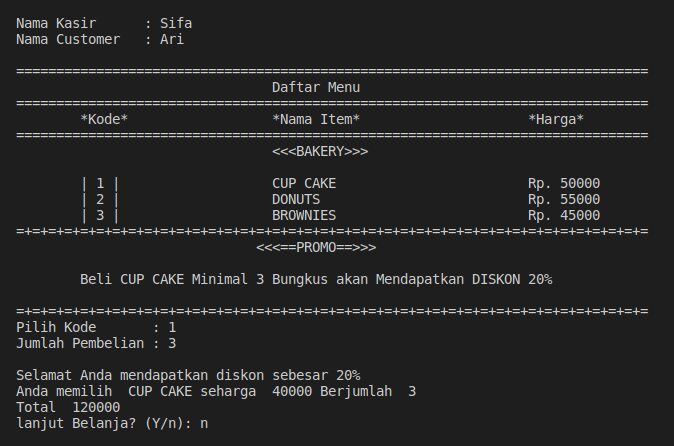 Nama Kasir      : Sifa
Nama Customer   : Ari
===============================================================================
Daftar Menu
===============================================================================
*Kode*                  *Nama Item*                     *Harga*
===============================================================================
<<<BAKERY>>>
| 1 |                   CUP CAKE                        Rp. 50000
| 2 |                   DONUTS                          Rp. 55000
| 3 |                   BROWNIES                        Rp. 45000
=+=+=+=+=+=+=+=+=+=+=+=+=+=+=+=+=+=+=+=+=+=+=+=+=+=+=+=+=+=+=+=+=+=+=+=+=+=+=+=
<<<==PROMO==>>>
Beli CUP CAKE Minimal 3 Bungkus akan Mendapatkan DISKON 20%
=+=+=+=+=+=+=+=+=+=+=+=+=+=+=+=+=+=+=+=+=+=+=+=+=+=+=+=+=+=+=+=+=+=+=+=+=+=+=+=
Pilih Kode       : 1
Jumlah Pembelian : 3
Selamat Anda mendapatkan diskon sebesar 20%
Anda memilih  CUP CAKE seharga  40000 Berjumlah  3
Total  120000
lanjut Belanja? (Y/n): n